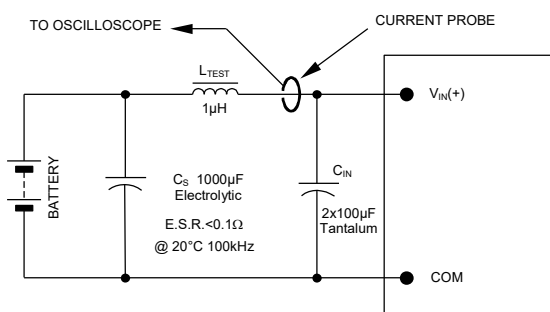 TO OSCILLOSCOPE
CURRENT PROBE
LTEST
1μH
VIN(+)
BATTERY
CS 1000μF
Electrolytic
E.S.R.<0.1Ω
@ 20°C 100kHz
CIN
2x100μF
Tantalum
COM